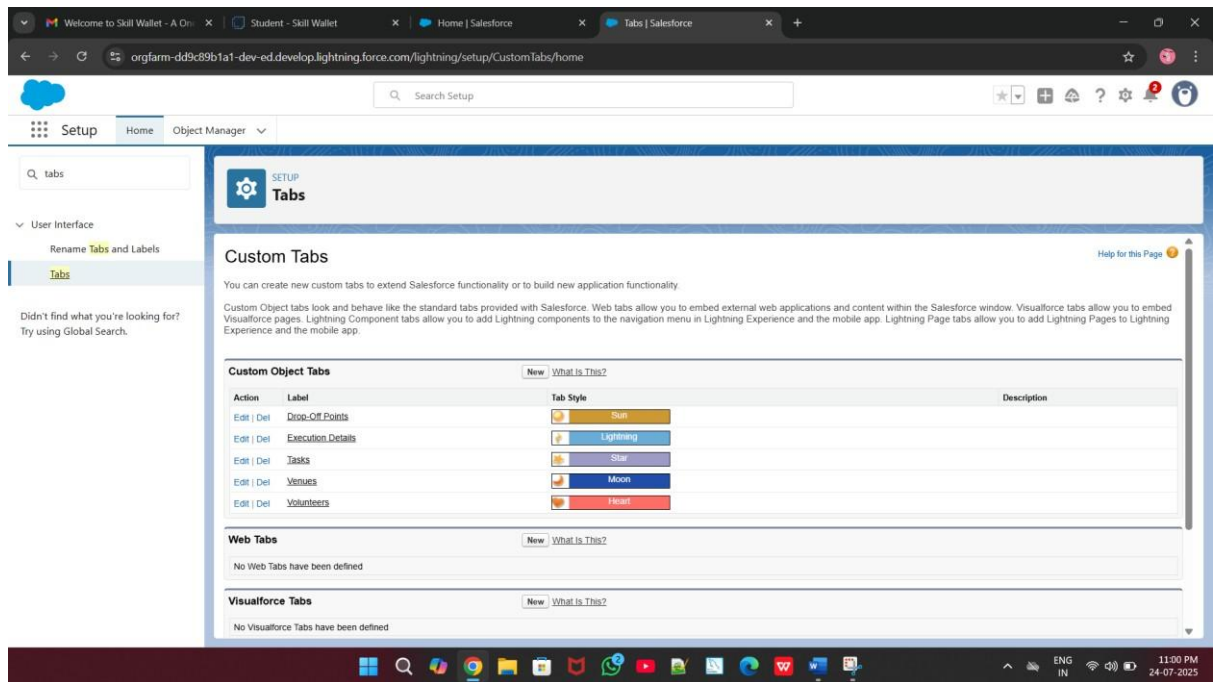 Welcome to Skill Wallet - A On
Student - Skill Wallet
Home | Salesforce
Tabs | Salesforce
orgfarm-dd9c89b1a1-dev-ed.develop.lightning.force.com/lightning/setup/CustomTabs/home
Search Setup
2
Setup
Home
Object Manager
tabs
User Interface
Rename Tabs and Labels
Tabs
Didn't find what you're looking for?
Try using Global Search.
SETUP
Tabs
Custom Tabs
Help for this Page
You can create new custom tabs to extend Salesforce functionality or to build new application functionality.
Custom Object tabs look and behave like the standard tabs provided with Salesforce. Web tabs allow you to embed external web applications and content within the Salesforce window. Visualforce tabs allow you to embed
Visualforce pages. Lightning Component tabs allow you to add Lightning components to the navigation menu in Lightning Experience and the mobile app. Lightning Page tabs allow you to add Lightning Pages to Lightning
Experience and the mobile app.
Custom Object Tabs New What Is This?
Action Label Tab Style Description
Edit | Del Drop-Off Points Sun
Edit | Del Execution Details Lightning
Edit | Del Tasks Star
Edit | Del Venues Moon
Edit | Del Volunteers Heart
Web Tabs New What Is This?
No Web Tabs have been defined
Visualforce Tabs New What Is This?
No Visualforce Tabs have been defined
ENG
IN
11:00 PM
24-07-2025